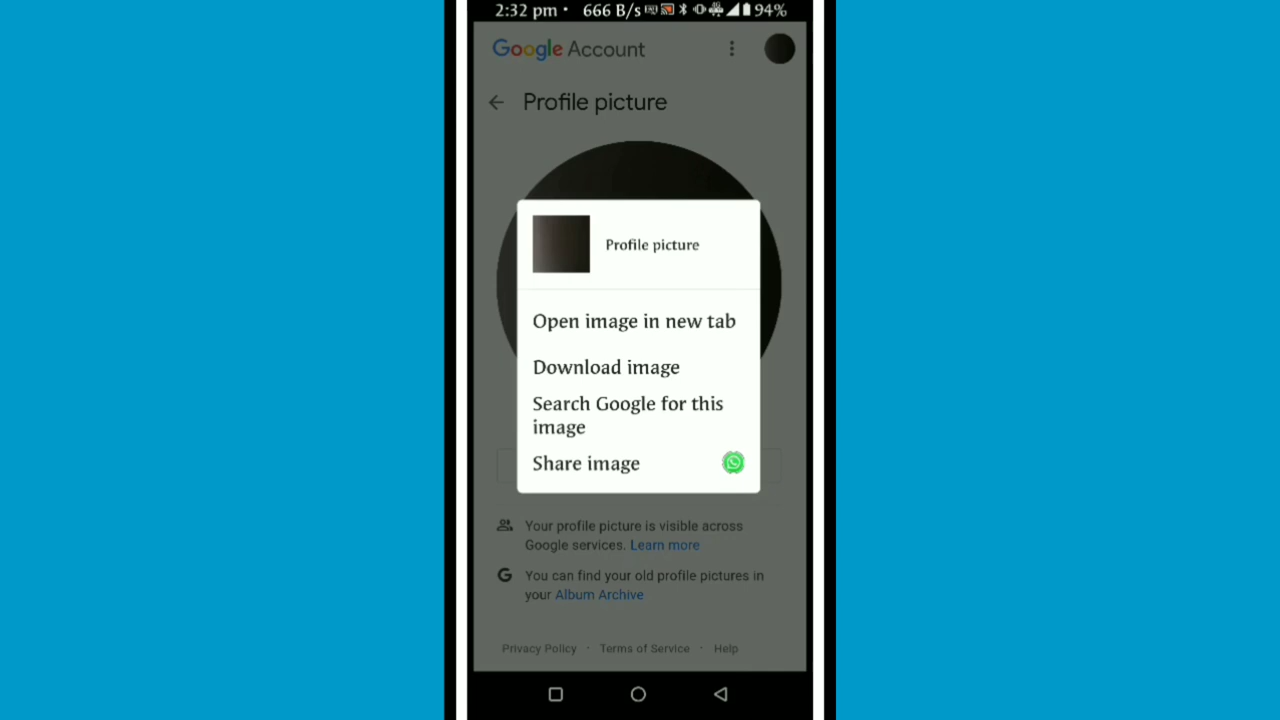 2:32 pm • 666 B/s 4G 94%
Google Account
Profile picture
Profile picture
Open image in new tab
Download image
Search Google for this
image
Share image
Your profile picture is visible across
Google services. Learn more
G You can find your old profile pictures in
your Album Archive
Privacy Policy · Terms of Service · Help